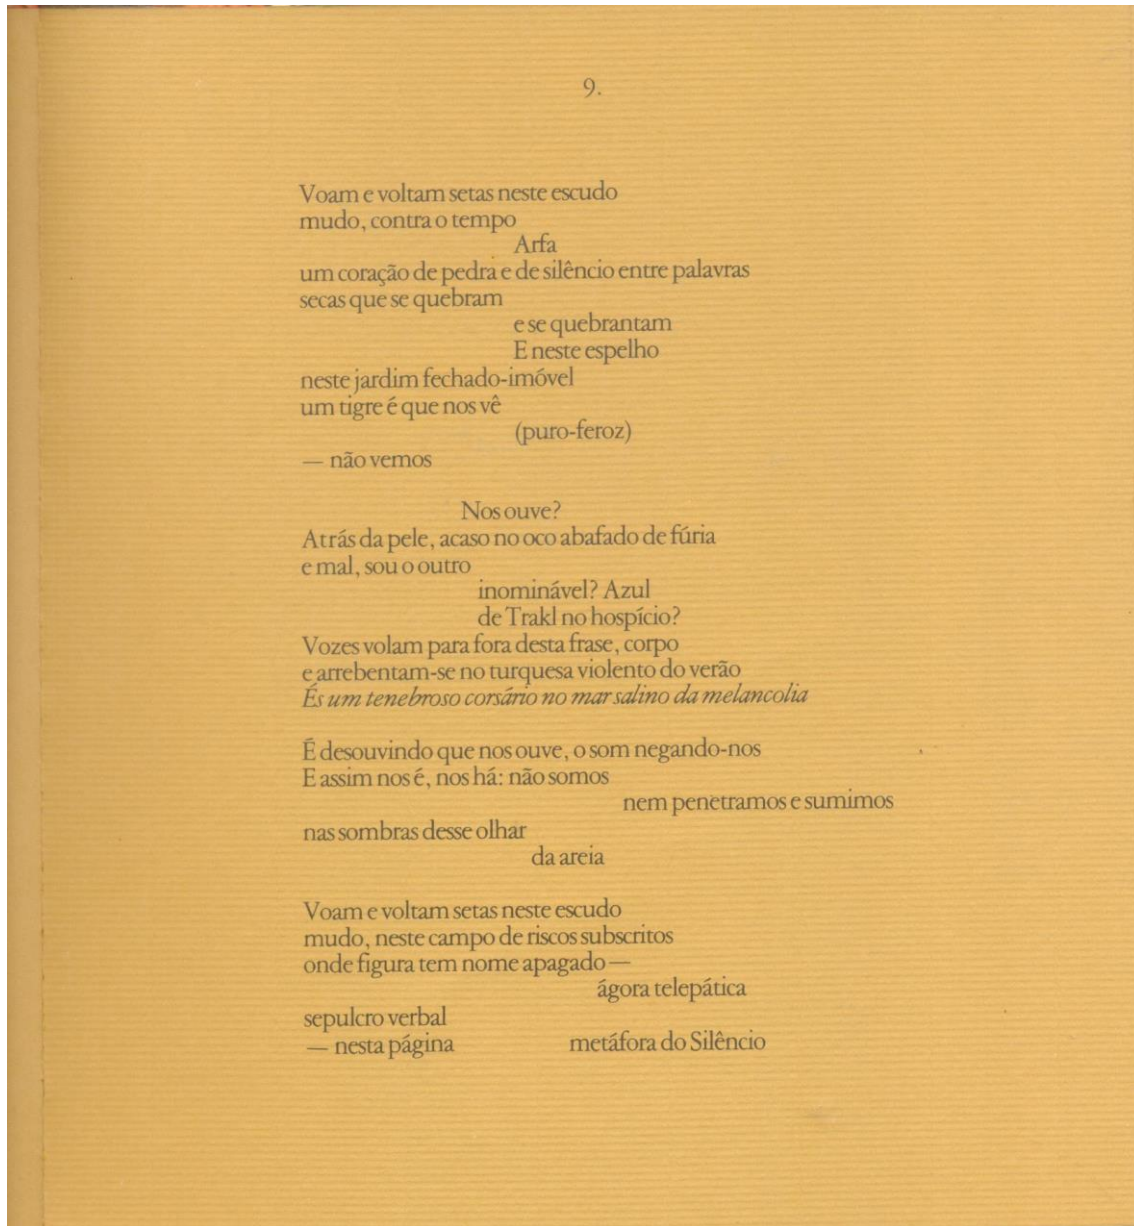 9.
Voam e voltam setas neste escudo
mudo, contra o tempo
Arfa
um coração de pedra e de silêncio entre palavras
secas que se quebram
e se quebrantam
E neste espelho
neste jardim fechado-imóvel
um tigre é que nos vê
(puro-feroz)
— não vemos
Nos ouve?
Atrás da pele, acaso no oco abafado de fúria
e mal, sou o outro
inominável? Azul
de Trakl no hospício?
Vozes volam para fora desta frase, corpo
e arrebentam-se no turquesa violento do verão
És um tenebroso corsário no mar salino da melancolia
É desouvindo que nos ouve, o som negando-nos
E assim nos é, nos há: não somos
nem penetramos e sumimos
nas sombras desse olhar
da areia
Voam e voltam setas neste escudo
mudo, neste campo de riscos subscritos
onde figura tem nome apagado —
ágora telepática
sepulcro verbal
— nesta página metáfora do Silêncio